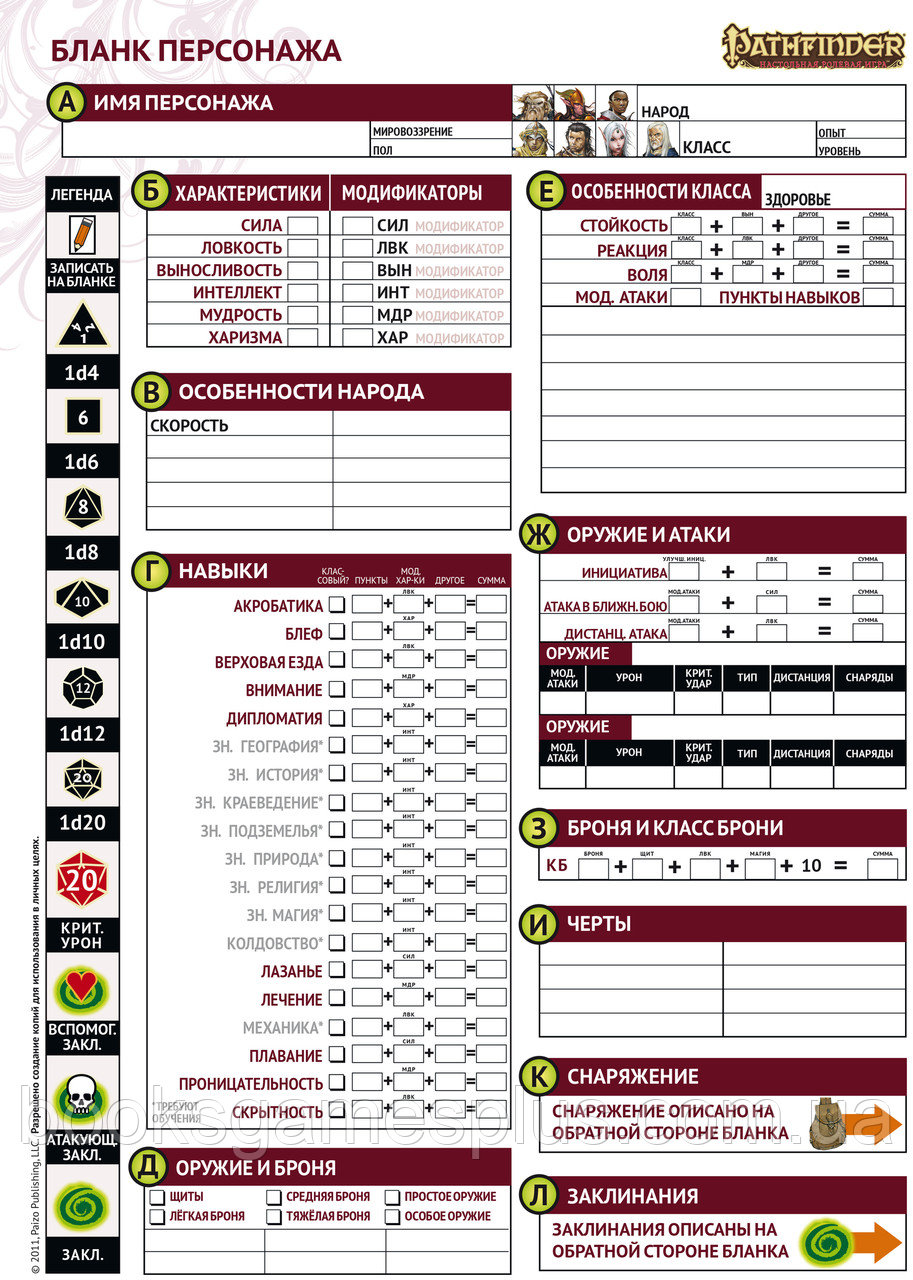 БЛАНК ПЕРСОНАЖА
PATHFINDER
НАСТОЛЬНАЯ РОЛЕВАЯ ИГРА
А ИМЯ ПЕРСОНАЖА
НАРОД
МИРОВОЗЗРЕНИЕ
ПОЛ
КЛАСС
ОПЫТ
УРОВЕНЬ
ЛЕГЕНДА
ЗАПИСАТЬ
НА БЛАНКЕ
4 2
1
1d4
6
1d6
8
1d8
10
1d10
12
1d12
20
1d20
20
КРИТ.
УРОН
ВСПОМОГ.
ЗАКЛ.
АТАКУЮЩ.
ЗАКЛ.
ЗАКЛ.
© 2011, Paizo Publishing, LLC. Разрешено создание копий для использования в личных целях.
Б ХАРАКТЕРИСТИКИ МОДИФИКАТОРЫ
СИЛА СИЛ МОДИФИКАТОР
ЛОВКОСТЬ ЛВК МОДИФИКАТОР
ВЫНОСЛИВОСТЬ ВЫН МОДИФИКАТОР
ИНТЕЛЛЕКТ ИНТ МОДИФИКАТОР
МУДРОСТЬ МДР МОДИФИКАТОР
ХАРИЗМА ХАР МОДИФИКАТОР
В ОСОБЕННОСТИ НАРОДА
СКОРОСТЬ
Г НАВЫКИ
КЛАС-
СОВЫЙ? ПУНКТЫ МОД.
ХАР-КИ ДРУГОЕ СУММА
АКРОБАТИКА + ЛВК + =
БЛЕФ + ХАР + =
ВЕРХОВАЯ ЕЗДА + ЛВК + =
ВНИМАНИЕ + МДР + =
ДИПЛОМАТИЯ + ХАР + =
ЗН. ГЕОГРАФИЯ* + ИНТ + =
ЗН. ИСТОРИЯ* + ИНТ + =
ЗН. КРАЕВЕДЕНИЕ* + ИНТ + =
ЗН. ПОДЗЕМЕЛЬЯ* + ИНТ + =
ЗН. ПРИРОДА* + ИНТ + =
ЗН. РЕЛИГИЯ* + ИНТ + =
ЗН. МАГИЯ* + ИНТ + =
КОЛДОВСТВО* + ИНТ + =
ЛАЗАНЬЕ + СИЛ + =
ЛЕЧЕНИЕ + МДР + =
МЕХАНИКА* + ЛВК + =
ПЛАВАНИЕ + СИЛ + =
ПРОНИЦАТЕЛЬНОСТЬ + МДР + =
СКРЫТНОСТЬ + ЛВК + =
*ТРЕБУЮТ
ОБУЧЕНИЯ
Д ОРУЖИЕ И БРОНЯ
ЩИТЫ СРЕДНЯЯ БРОНЯ ПРОСТОЕ ОРУЖИЕ
ЛЁГКАЯ БРОНЯ ТЯЖЁЛАЯ БРОНЯ ОСОБОЕ ОРУЖИЕ
Е ОСОБЕННОСТИ КЛАССА
ЗДОРОВЬЕ
СТОЙКОСТЬ КЛАСС + ВЫН + ДРУГОЕ = СУММА
РЕАКЦИЯ КЛАСС + ЛВК + ДРУГОЕ = СУММА
ВОЛЯ КЛАСС + МДР + ДРУГОЕ = СУММА
МОД. АТАКИ ПУНКТЫ НАВЫКОВ
Ж ОРУЖИЕ И АТАКИ
ИНИЦИАТИВА УЛУЧШ. ИНИЦ. + ЛВК = СУММА
АТАКА В БЛИЖН. БОЮ МОД.АТАКИ + СИЛ = СУММА
ДИСТАНЦ. АТАКА МОД.АТАКИ + ЛВК = СУММА
ОРУЖИЕ
МОД.
АТАКИ УРОН КРИТ.
УДАР ТИП ДИСТАНЦИЯ СНАРЯДЫ
ОРУЖИЕ
МОД.
АТАКИ УРОН КРИТ.
УДАР ТИП ДИСТАНЦИЯ СНАРЯДЫ
З БРОНЯ И КЛАСС БРОНИ
КБ БРОНЯ + ЩИТ + ЛВК + МАГИЯ + 10 = СУММА
И ЧЕРТЫ
К СНАРЯЖЕНИЕ
СНАРЯЖЕНИЕ ОПИСАНО НА
ОБРАТНОЙ СТОРОНЕ БЛАНКА
Л ЗАКЛИНАНИЯ
ЗАКЛИНАНИЯ ОПИСАНЫ НА
ОБРАТНОЙ СТОРОНЕ БЛАНКА
booksgamesplus.com.ua